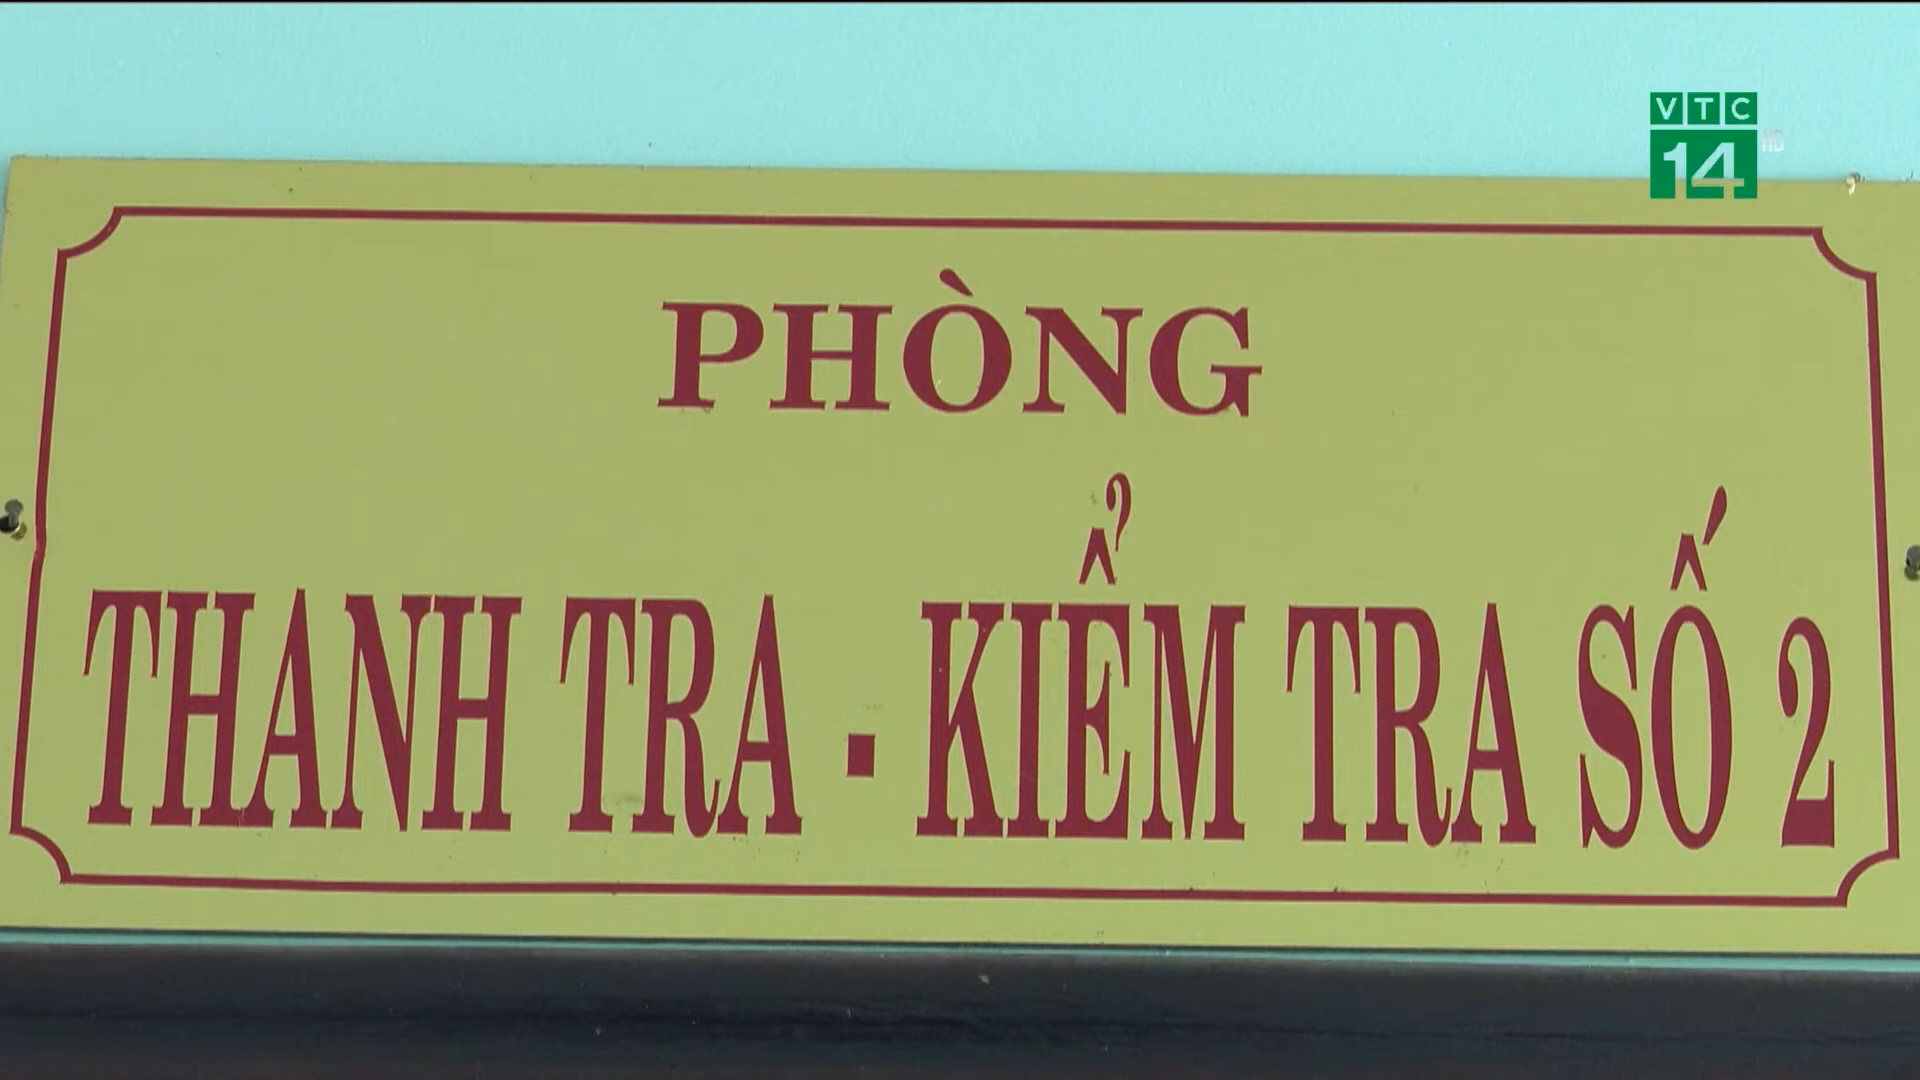 VTC
14 HD
PHÒNG
THANH TRA - KIỂM TRA SỐ 2